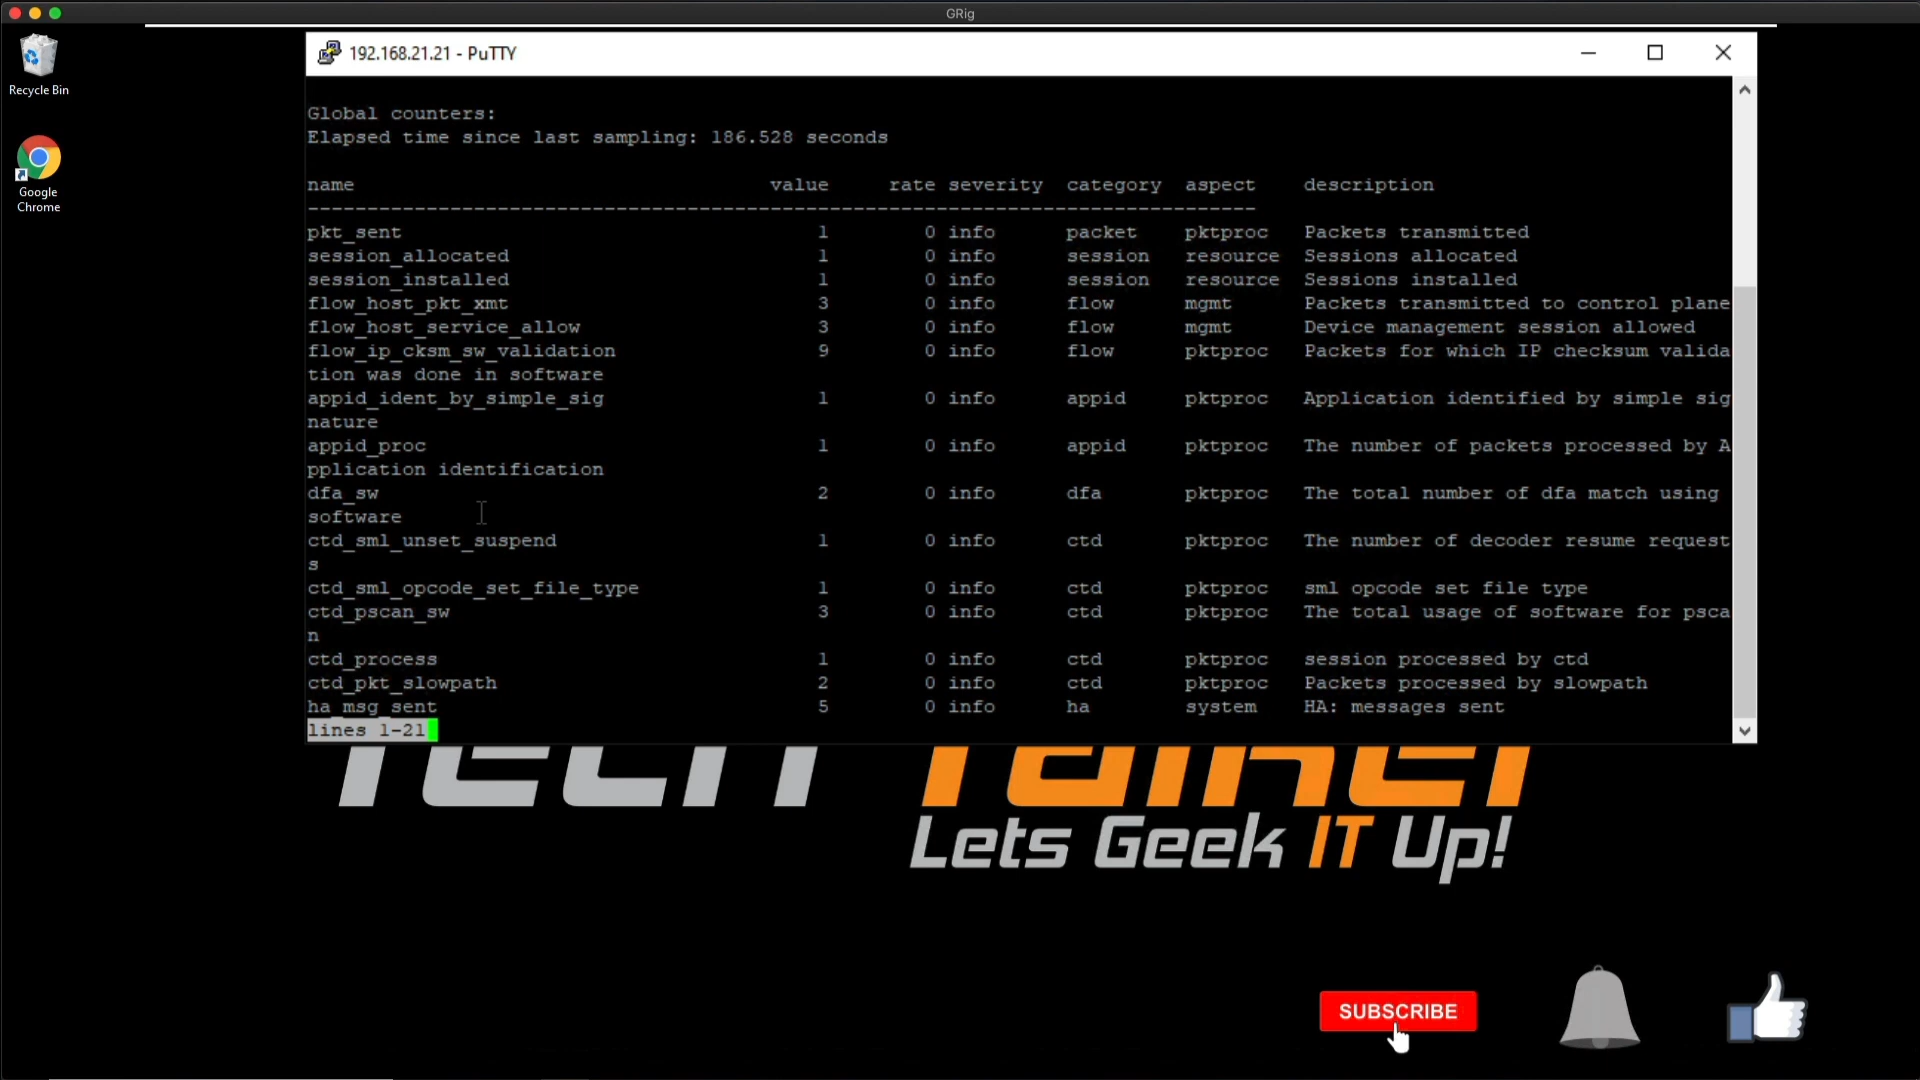 GRig
Recycle Bin
Google
Chrome
192.168.21.21 - PuTTY
Global counters:
Elapsed time since last sampling: 186.528 seconds
name value rate severity category aspect description
--------------------------------------------------------------------------------
pkt_sent 1 0 info packet pktproc Packets transmitted
session_allocated 1 0 info session resource Sessions allocated
session_installed 1 0 info session resource Sessions installed
flow_host_pkt_xmt 3 0 info flow mgmt Packets transmitted to control plane
flow_host_service_allow 3 0 info flow mgmt Device management session allowed
flow_ip_cksm_sw_validation 9 0 info flow pktproc Packets for which IP checksum valida
tion was done in software
appid_ident_by_simple_sig 1 0 info appid pktproc Application identified by simple sig
nature
appid_proc 1 0 info appid pktproc The number of packets processed by A
pplication identification
dfa_sw 2 0 info dfa pktproc The total number of dfa match using
software
ctd_sml_unset_suspend 1 0 info ctd pktproc The number of decoder resume request
s
ctd_sml_opcode_set_file_type 1 0 info ctd pktproc sml opcode set file type
ctd_pscan_sw 3 0 info ctd pktproc The total usage of software for psca
n
ctd_process 1 0 info ctd pktproc session processed by ctd
ctd_pkt_slowpath 2 0 info ctd pktproc Packets processed by slowpath
ha_msg_sent 5 0 info ha system HA: messages sent
lines 1-21
Lets Geek IT Up!
SUBSCRIBE